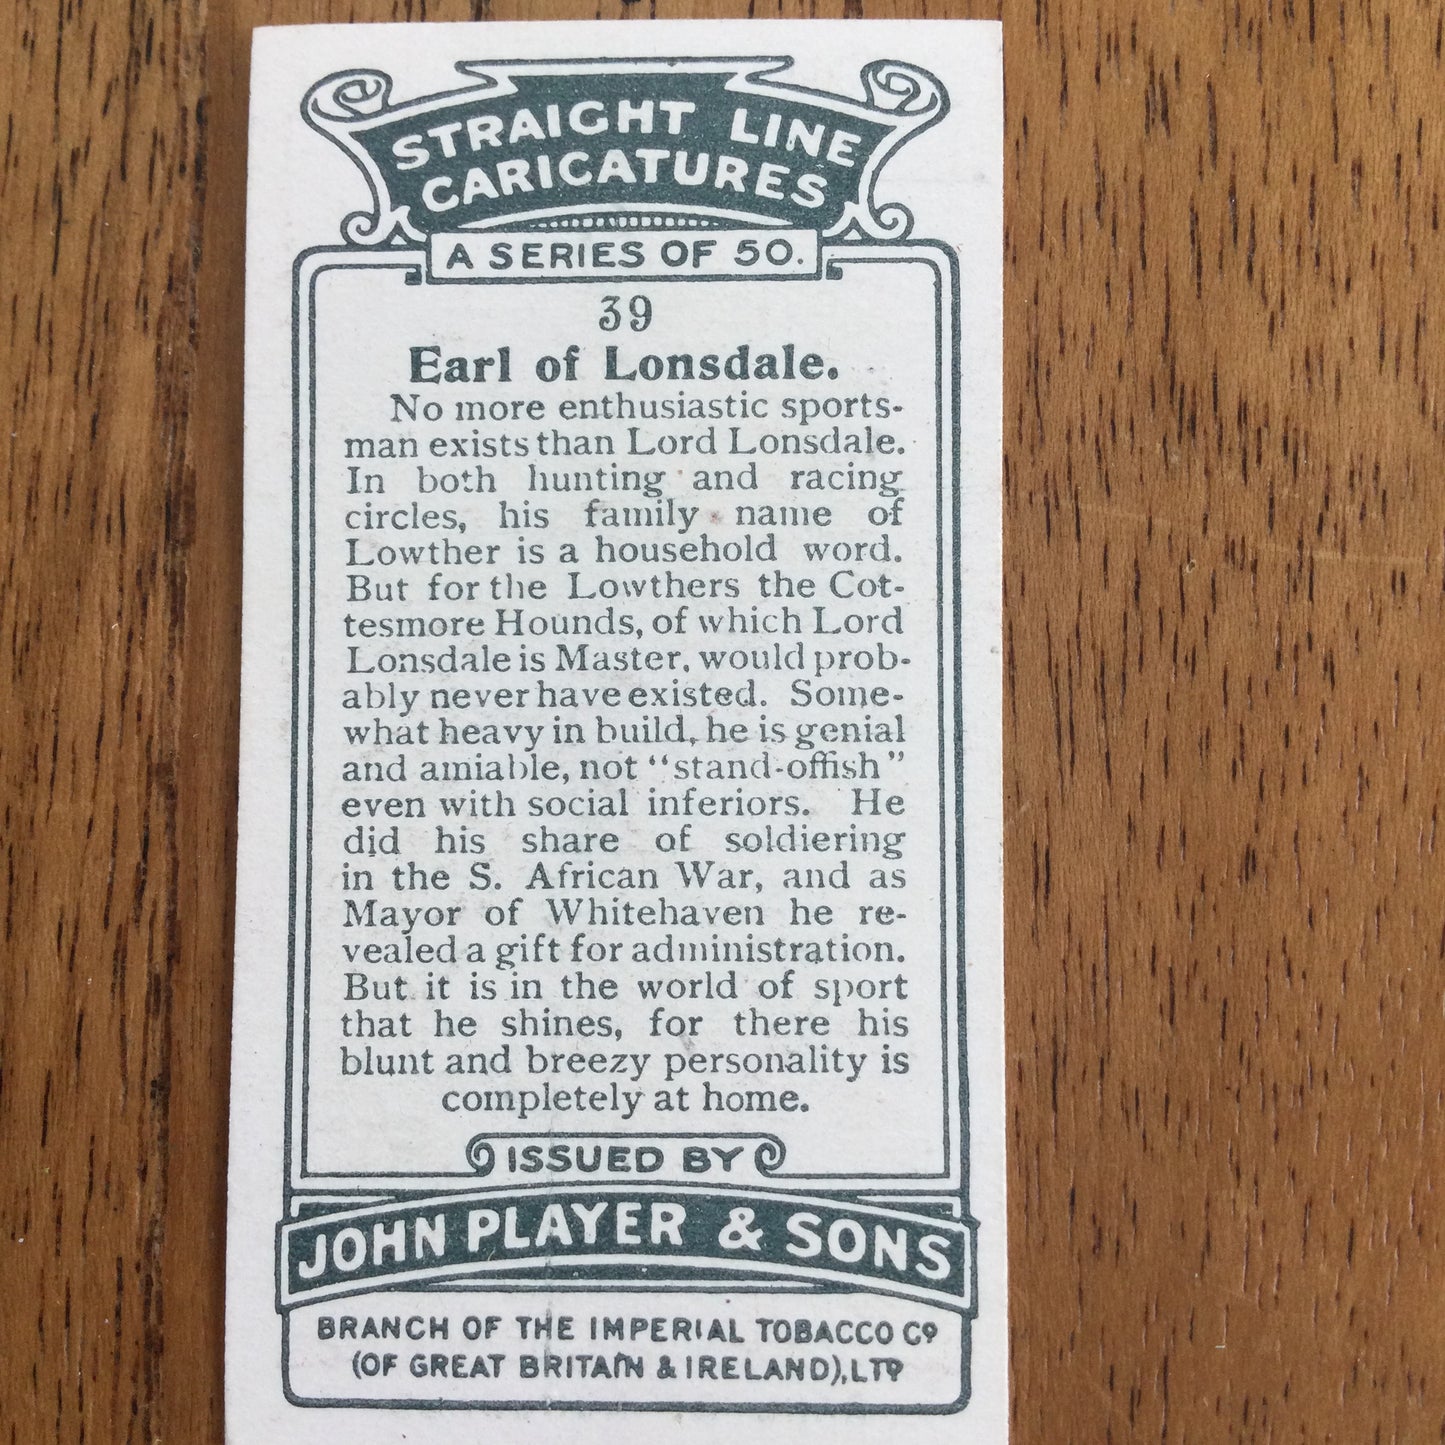 STRAIGHT LINE
CARICATURES
A SERIES OF 50.
39
Earl of Lonsdale.
No more enthusiastic sports-
man exists than Lord Lonsdale.
In both hunting and racing
circles, his family name of
Lowther is a household word.
But for the Lowthers the Cot-
tesmore Hounds, of which Lord
Lonsdale is Master, would prob-
ably never have existed. Some-
what heavy in build, he is genial
and amiable, not "stand-offish"
even with social inferiors. He
did his share of soldiering
in the S. African War, and as
Mayor of Whitehaven he re-
vealed a gift for administration.
But it is in the world of sport
that he shines, for there his
blunt and breezy personality is
completely at home.
ISSUED BY
JOHN PLAYER & SONS
BRANCH OF THE IMPERIAL TOBACCO Cº
(OF GREAT BRITAIN & IRELAND), LTD